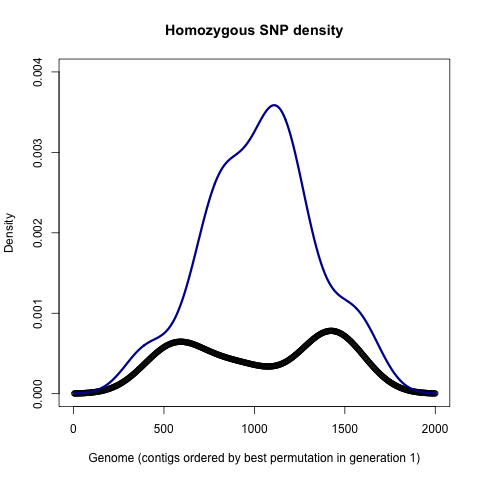 Homozygous SNP density
0.004
0.003
0.002
0.001
0.000
Density
0 500 1000 1500 2000
Genome (contigs ordered by best permutation in generation 1)